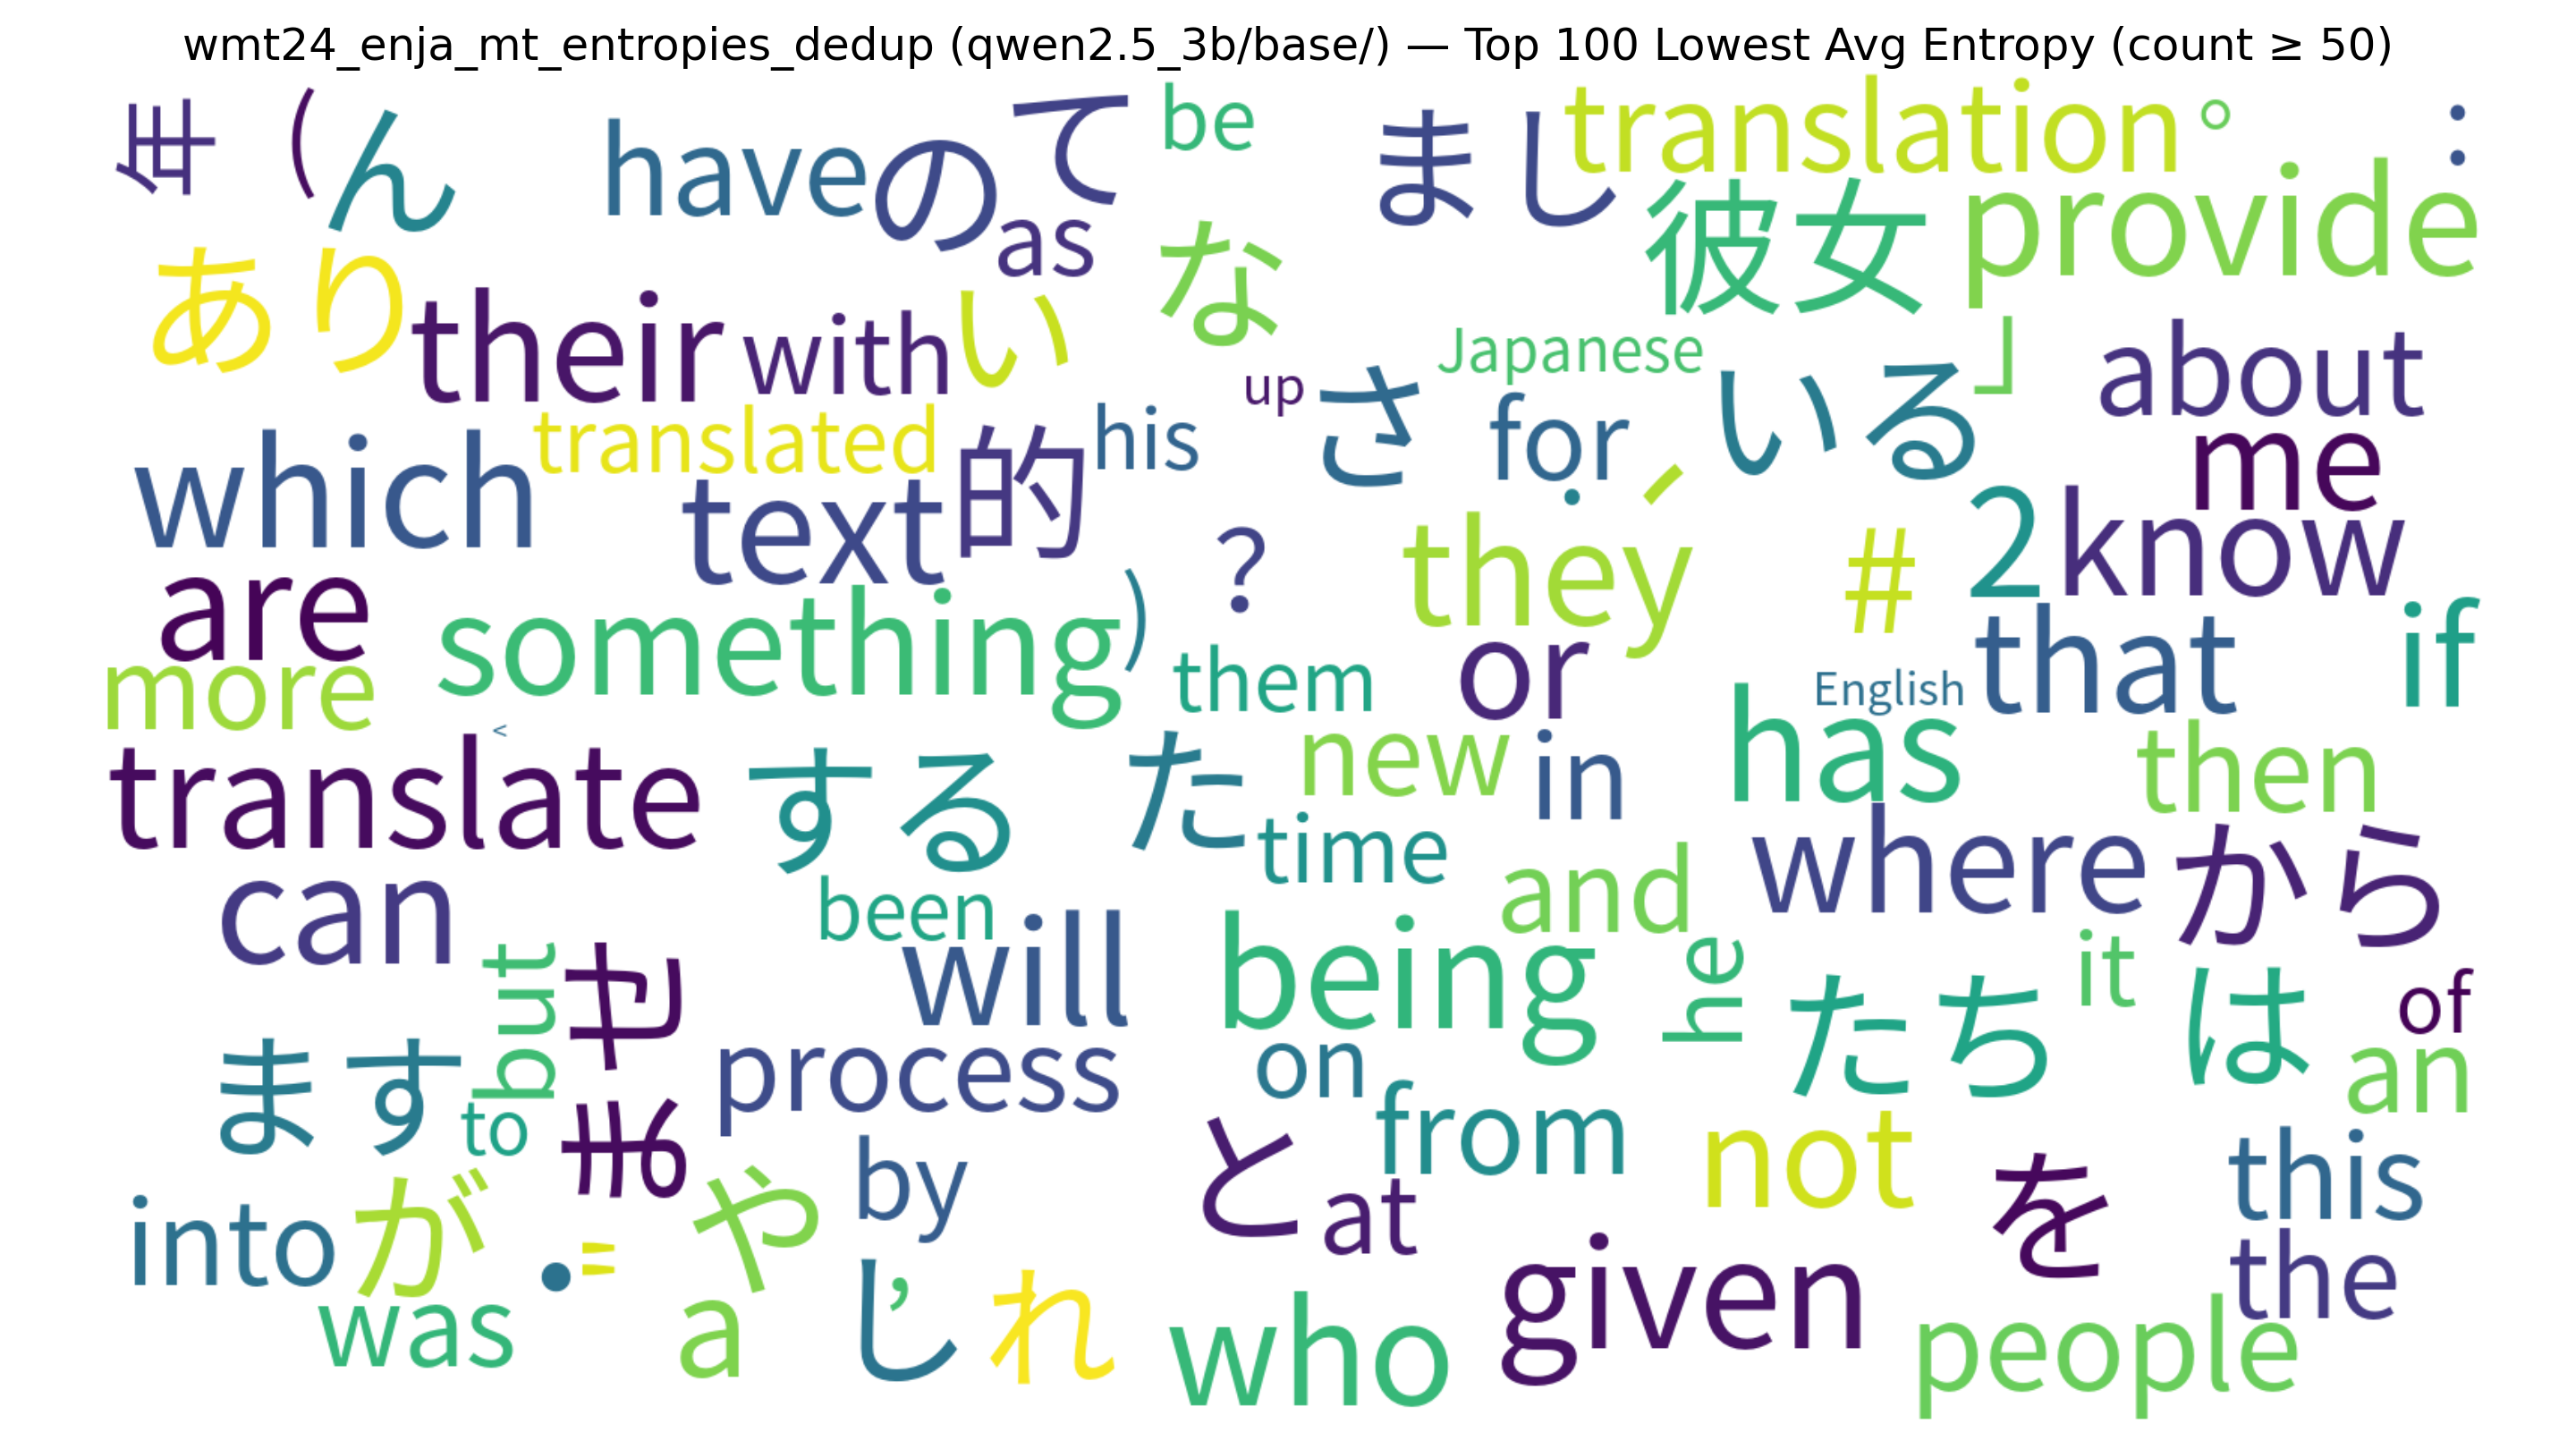 wmt24_enja_mt_entropies_dedup (qwen2.5_3b/base/) — Top 100 Lowest Avg Entropy (count ≥ 50)
年
(
ん
have
の
て
be
まし
translation
。
:
as
な
彼女
provide
あり
their
with
い
Japanese
」
about
up
さ
for
いる
me
which
translated
的
his
text
?
、
they
#
2
know
are
something
)
them
or
English
that
if
more
<
has
translate
する
た
new
in
then
time
where
から
can
been
and
but
will
being
he
たち
it
は
of
ます
せ
process
on
an
to
も
by
from
not
this
into
が
.
=
や
と
at
を
the
was
a
し
,
れ
who
given
people